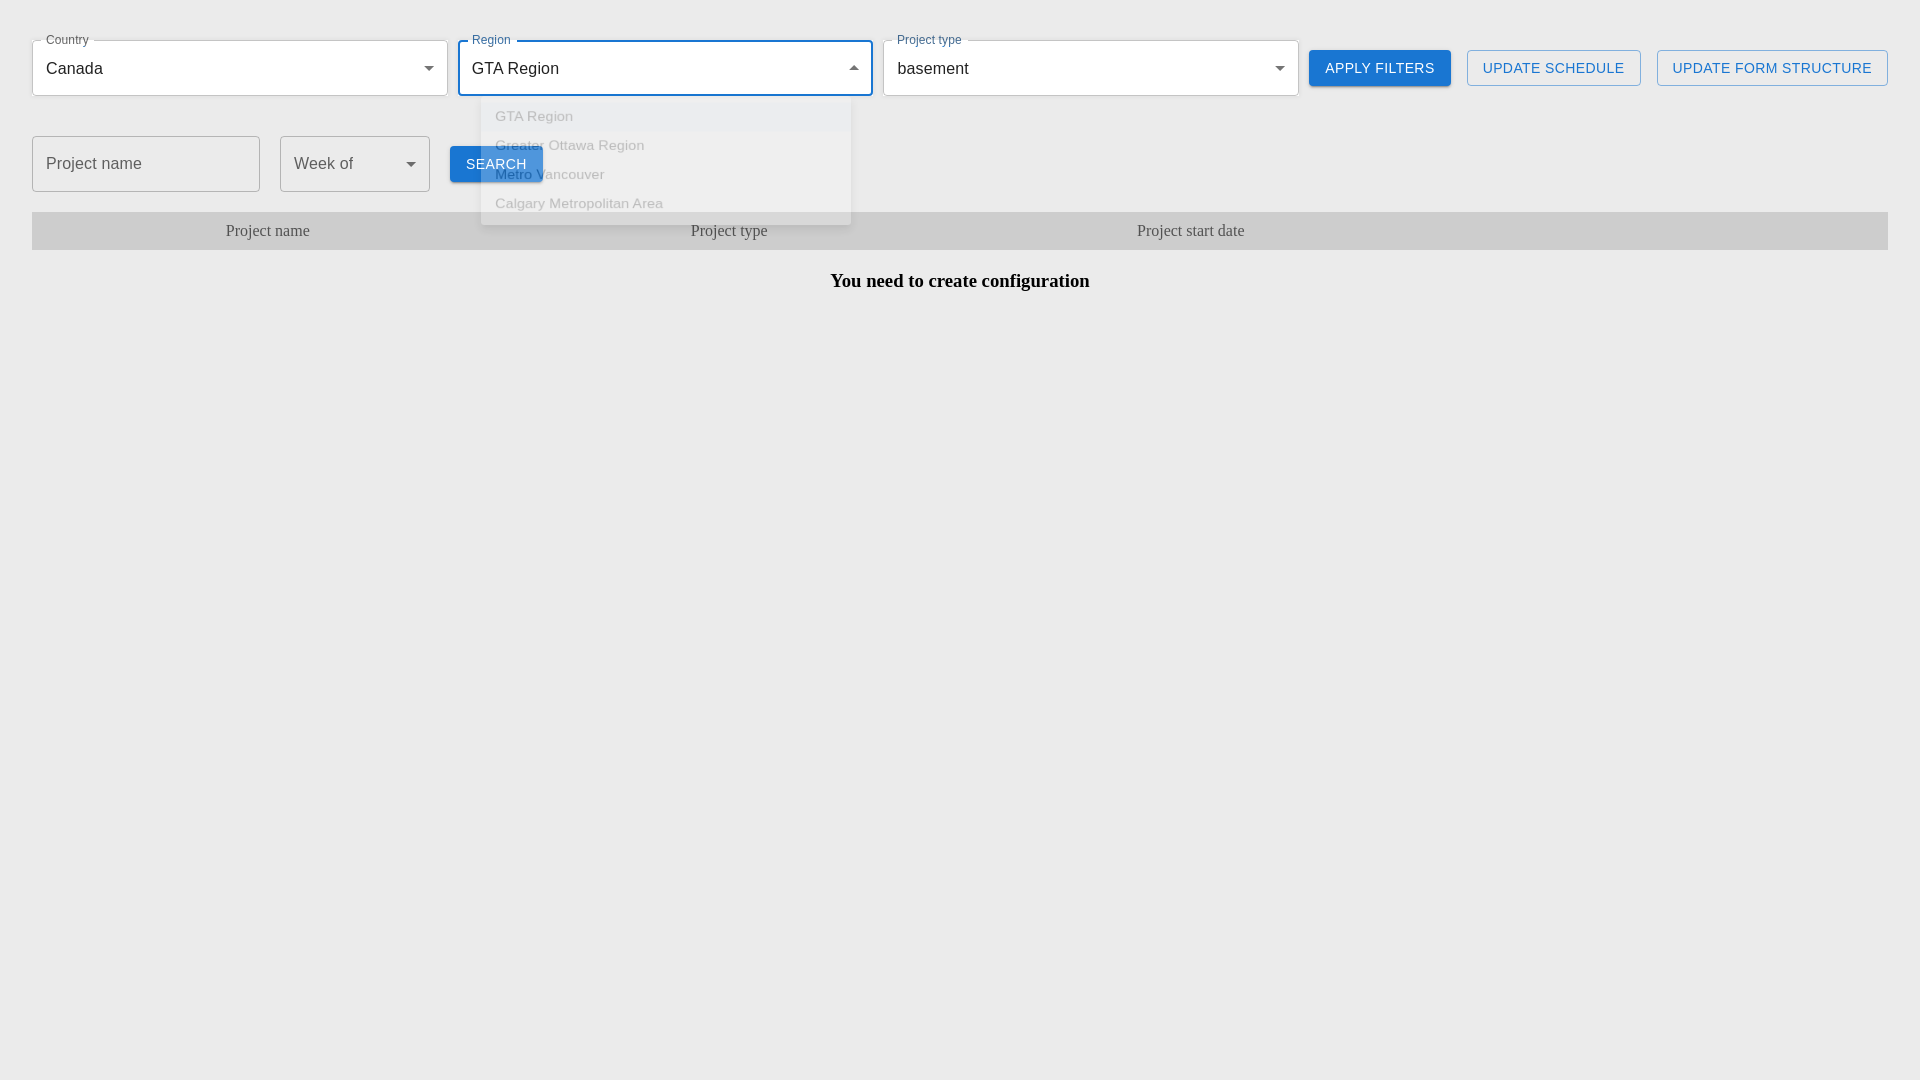 Country
Canada
Region
GTA Region
Project type
basement
APPLY FILTERS
UPDATE SCHEDULE
UPDATE FORM STRUCTURE
GTA Region
Greater Ottawa Region
Metro Vancouver
Calgary Metropolitan Area
Project name
Week of
SEARCH
Project name
Project type
Project start date
You need to create configuration